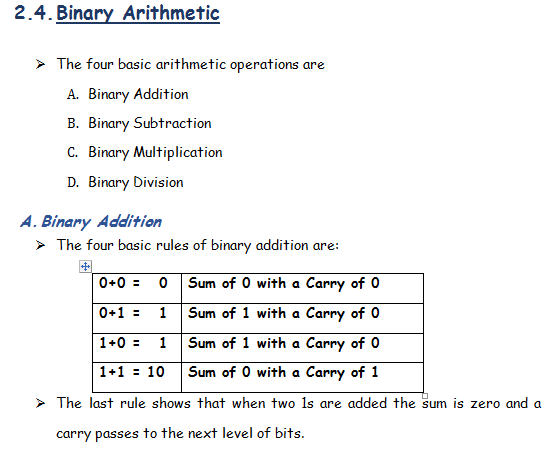 2.4. Binary Arithmetic
➢ The four basic arithmetic operations are
A. Binary Addition
B. Binary Subtraction
C. Binary Multiplication
D. Binary Division
A. Binary Addition
➢ The four basic rules of binary addition are:
0+0 = 0 Sum of 0 with a Carry of 0
0+1 = 1 Sum of 1 with a Carry of 0
1+0 = 1 Sum of 1 with a Carry of 0
1+1 = 10 Sum of 0 with a Carry of 1
➢ The last rule shows that when two 1s are added the sum is zero and a
carry passes to the next level of bits.